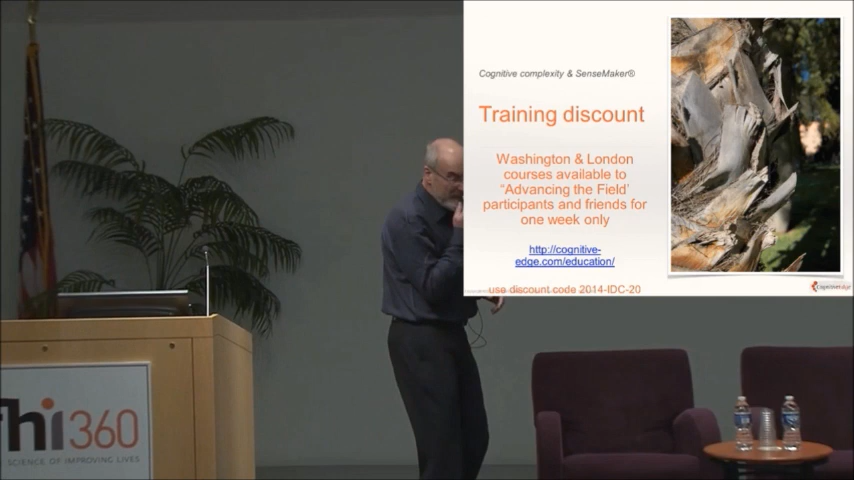 Cognitive complexity & SenseMaker®
Training discount
Washington & London
courses available to
“Advancing the Field’
participants and friends for
one week only
http://cognitive-
edge.com/education/
use discount code 2014-IDC-20
fhi360
SCIENCE OF IMPROVING LIVES